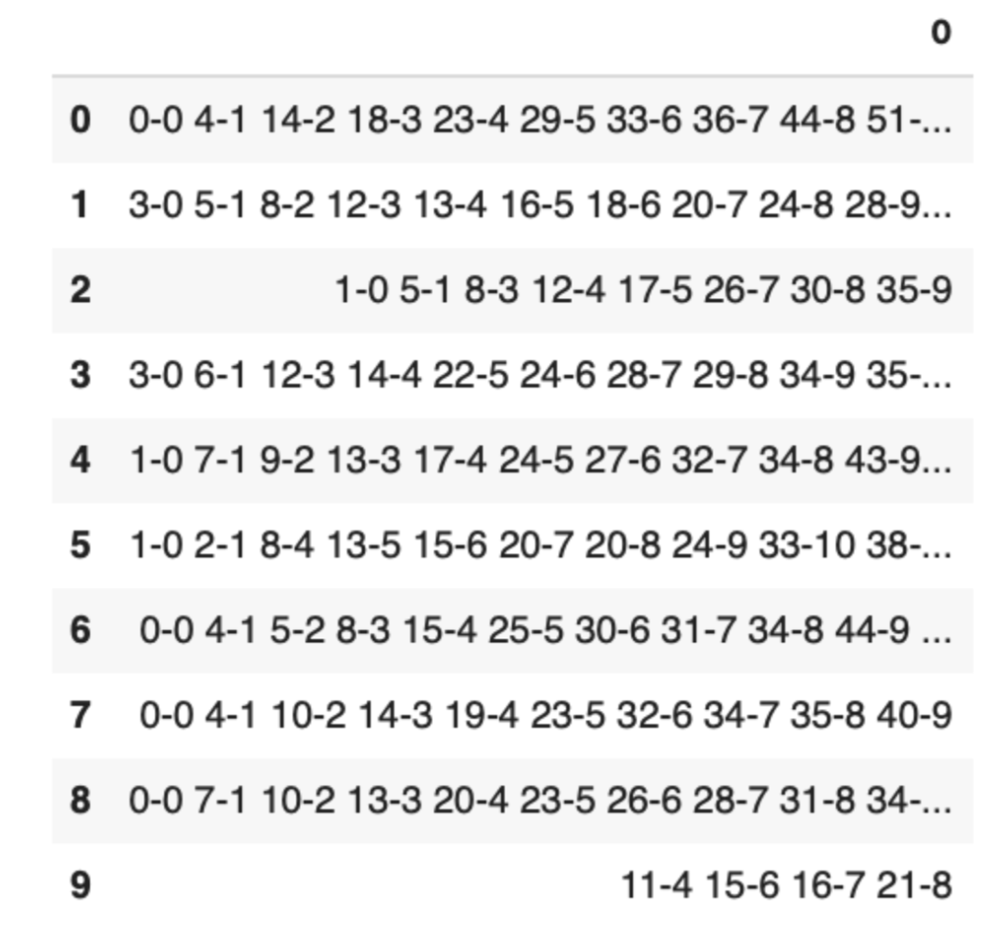 0
0 0-0 4-1 14-2 18-3 23-4 29-5 33-6 36-7 44-8 51-...
1 3-0 5-1 8-2 12-3 13-4 16-5 18-6 20-7 24-8 28-9...
2 1-0 5-1 8-3 12-4 17-5 26-7 30-8 35-9
3 3-0 6-1 12-3 14-4 22-5 24-6 28-7 29-8 34-9 35-...
4 1-0 7-1 9-2 13-3 17-4 24-5 27-6 32-7 34-8 43-9...
5 1-0 2-1 8-4 13-5 15-6 20-7 20-8 24-9 33-10 38-...
6 0-0 4-1 5-2 8-3 15-4 25-5 30-6 31-7 34-8 44-9 ...
7 0-0 4-1 10-2 14-3 19-4 23-5 32-6 34-7 35-8 40-9
8 0-0 7-1 10-2 13-3 20-4 23-5 26-6 28-7 31-8 34-...
9 11-4 15-6 16-7 21-8